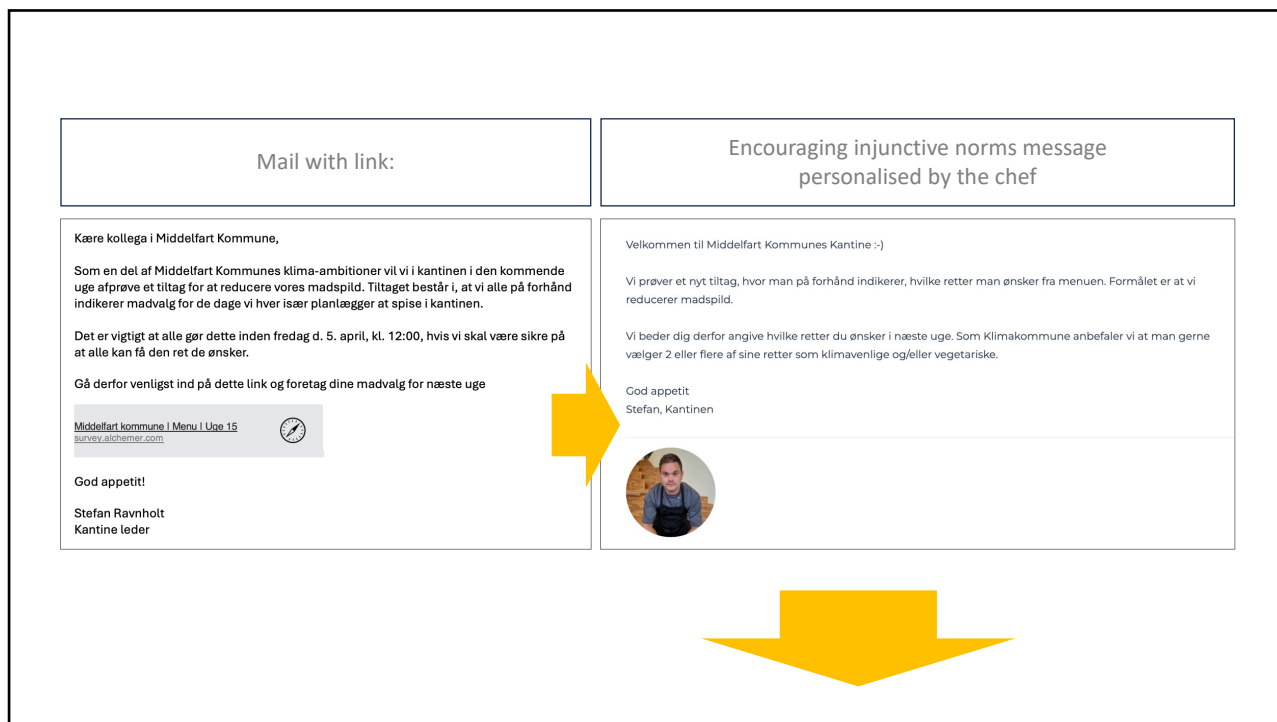 Mail with link:
Encouraging injunctive norms message
personalised by the chef
Kære kollega i Middelfart Kommune,
Som en del af Middelfart Kommunes klima-ambitioner vil vi i kantinen i den kommende
uge afprøve et tiltag for at reducere vores madspild. Tiltaget består i, at vi alle på forhånd
indikerer madvalg for de dage vi hver især planlægger at spise i kantinen.
Det er vigtigt at alle gør dette inden fredag d. 5. april, kl. 12:00, hvis vi skal være sikre på
at alle kan få den ret de ønsker.
Gå derfor venligst ind på dette link og foretag dine madvalg for næste uge
Middelfart kommune | Menu | Uge 15
survey.alchemer.com
God appetit!
Stefan Ravnholt
Kantine leder
Velkommen til Middelfart Kommunes Kantine :-)
Vi prøver et nyt tiltag, hvor man på forhånd indikerer, hvilke retter man ønsker fra menuen. Formålet er at vi
reducerer madspild.
Vi beder dig derfor angive hvilke retter du ønsker i næste uge. Som Klimakommune anbefaler vi at man gerne
vælger 2 eller flere af sine retter som klimavenlige og/eller vegetariske.
God appetit
Stefan, Kantinen